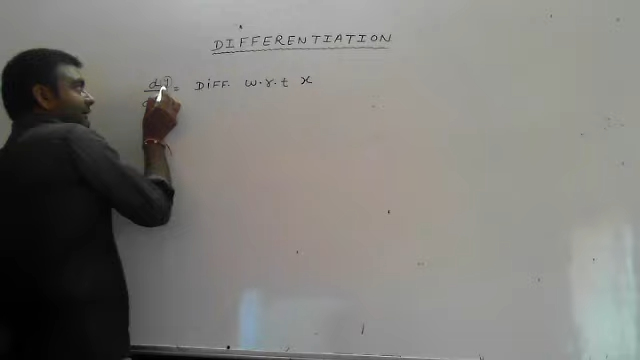 DIFFERENTIATION
d = DIFF. w.r.t x